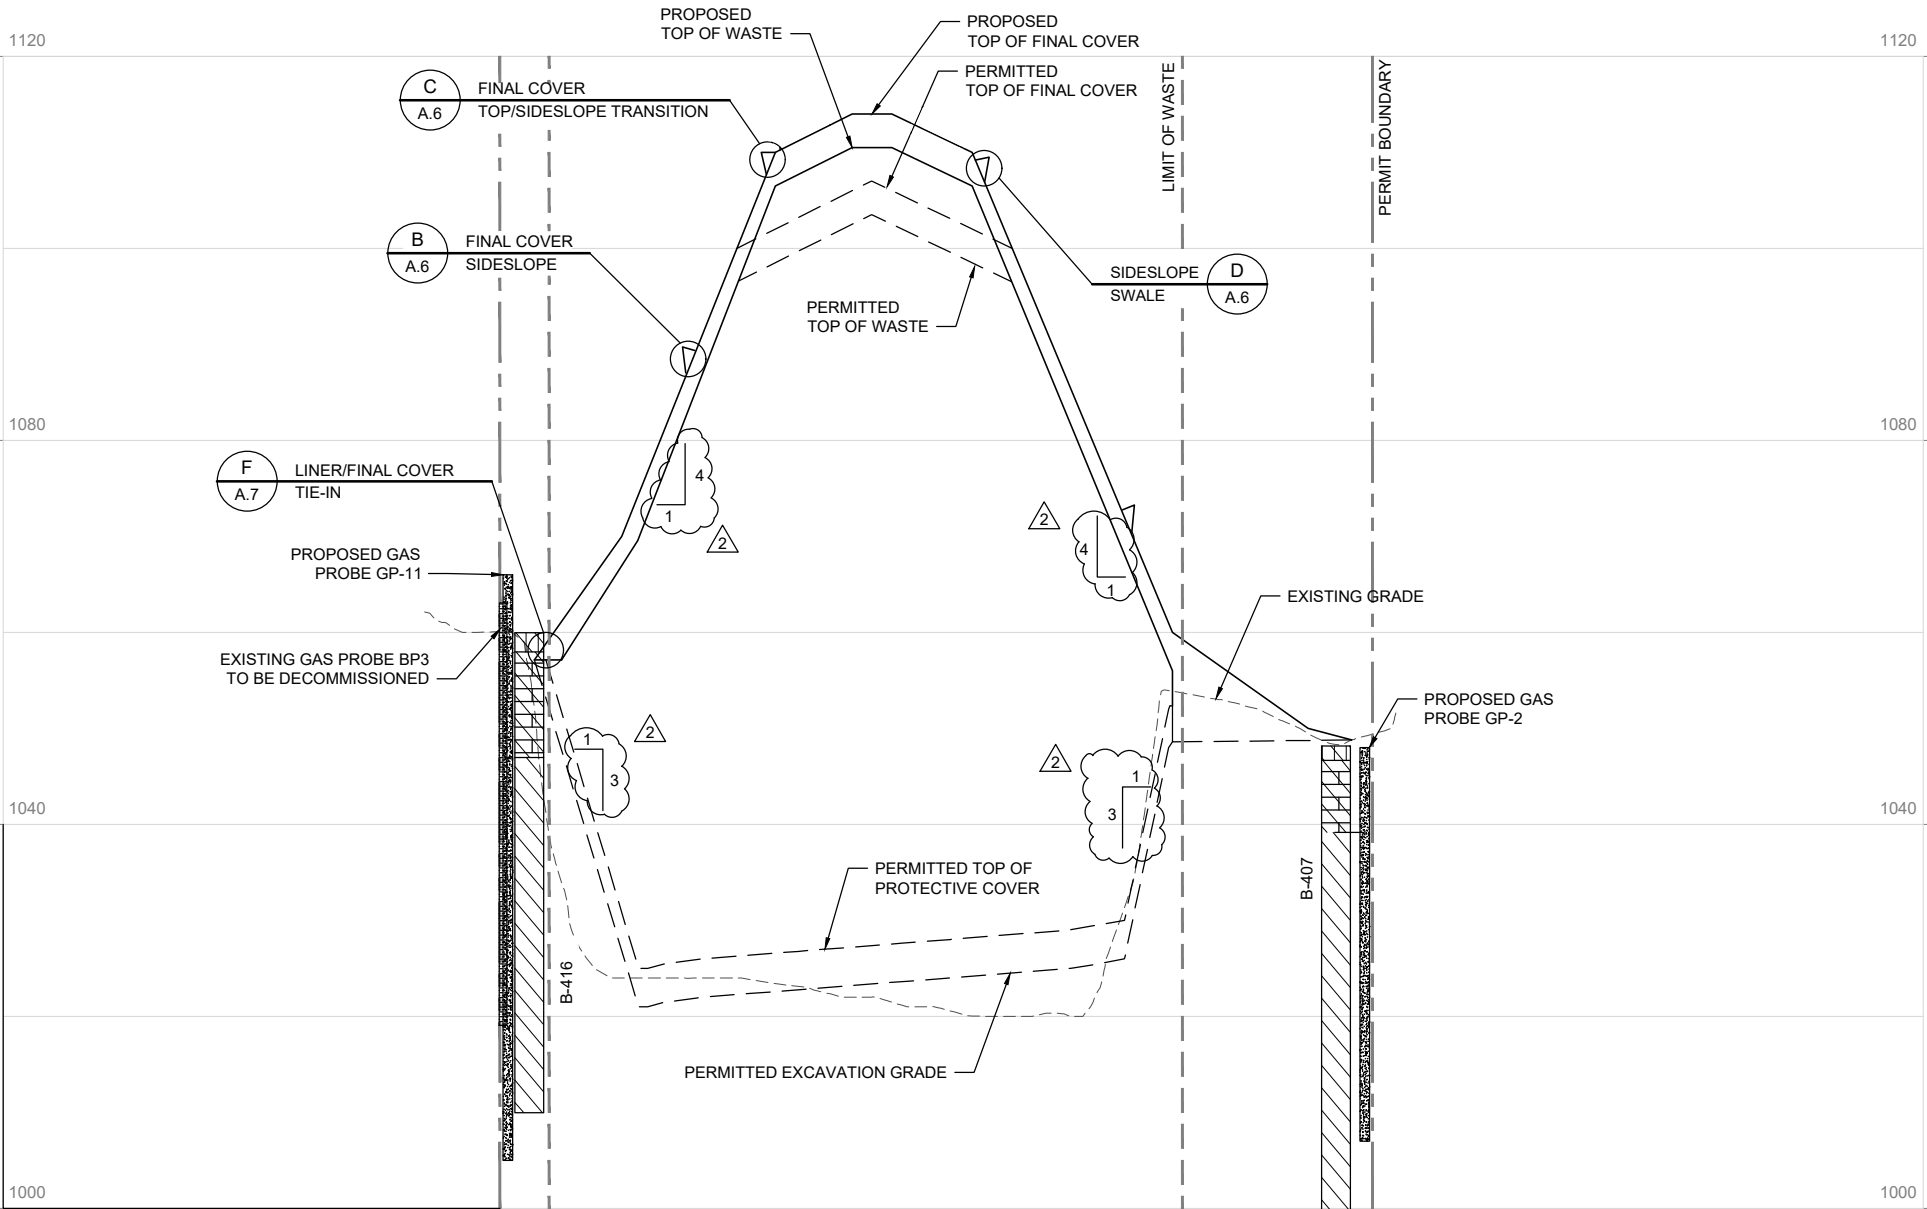 PROPOSED
TOP OF WASTE
PROPOSED
TOP OF FINAL COVER
1120
1120
PERMITTED
TOP OF FINAL COVER
LIMIT OF WASTE
PERMIT BOUNDARY
C
A.6
FINAL COVER
TOP/SIDESLOPE TRANSITION
B
A.6
FINAL COVER
SIDESLOPE
SIDESLOPE
SWALE
D
A.6
PERMITTED
TOP OF WASTE
1080
1080
F
A.7
LINER/FINAL COVER
TIE-IN
4
1
2
2
4
1
PROPOSED GAS
PROBE GP-11
EXISTING GRADE
EXISTING GAS PROBE BP3
TO BE DECOMMISSIONED
PROPOSED GAS
PROBE GP-2
1
3
2
2
1
3
1040
1040
PERMITTED TOP OF
PROTECTIVE COVER
B-407
B-416
PERMITTED EXCAVATION GRADE
1000
1000